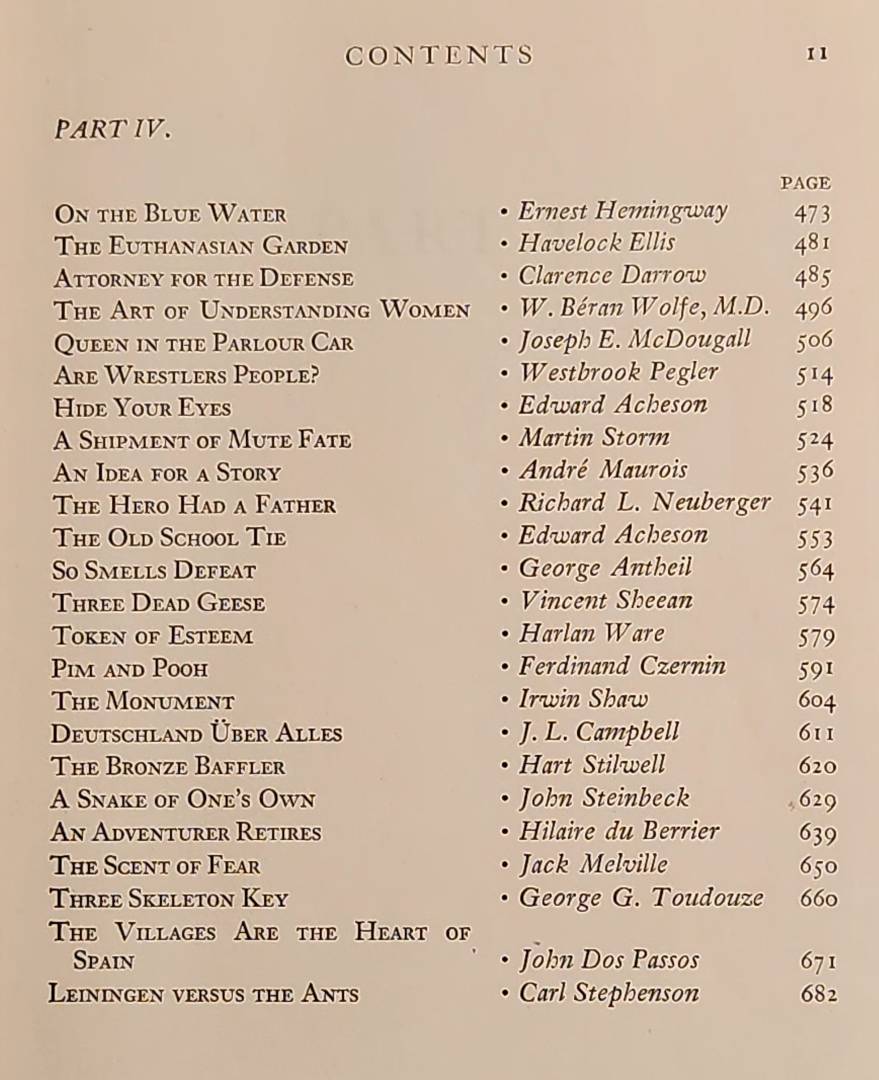 CONTENTS 11
PART IV.
PAGE
On the Blue Water • Ernest Hemingway 473
The Euthanasian Garden • Havelock Ellis 481
Attorney for the Defense • Clarence Darrow 485
The Art of Understanding Women • W. Béran Wolfe, M.D. 496
Queen in the Parlour Car • Joseph E. McDougall 506
Are Wrestlers People? • Westbrook Pegler 514
Hide Your Eyes • Edward Acheson 518
A Shipment of Mute Fate • Martin Storm 524
An Idea for a Story • André Maurois 536
The Hero Had a Father • Richard L. Neuberger 541
The Old School Tie • Edward Acheson 553
So Smells Defeat • George Antheil 564
Three Dead Geese • Vincent Sheean 574
Token of Esteem • Harlan Ware 579
Pim and Pooh • Ferdinand Czernin 591
The Monument • Irwin Shaw 604
Deutschland Über Alles • J. L. Campbell 611
The Bronze Baffler • Hart Stilwell 620
A Snake of One's Own • John Steinbeck 629
An Adventurer Retires • Hilaire du Berrier 639
The Scent of Fear • Jack Melville 650
Three Skeleton Key • George G. Toudouze 660
The Villages Are the Heart of
Spain • John Dos Passos 671
Leiningen versus the Ants • Carl Stephenson 682